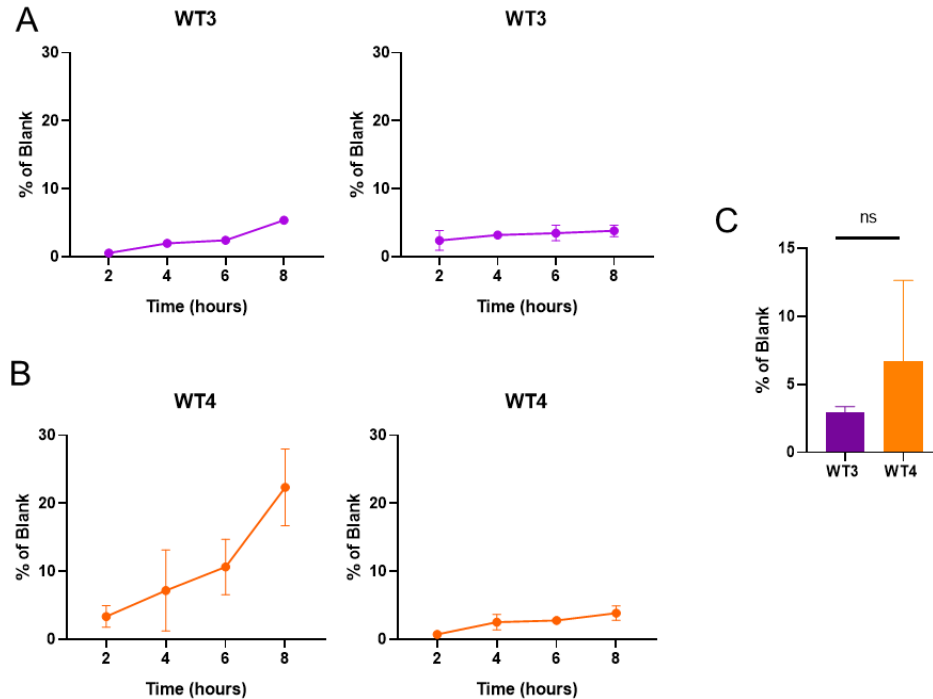 A
WT3
30
20
10
0
% of Blank
2 4 6 8
Time (hours)
WT3
30
20
10
0
% of Blank
2 4 6 8
Time (hours)
B
WT4
30
20
10
0
% of Blank
2 4 6 8
Time (hours)
WT4
30
20
10
0
% of Blank
2 4 6 8
Time (hours)
C
ns
15
10
5
0
% of Blank
WT3 WT4